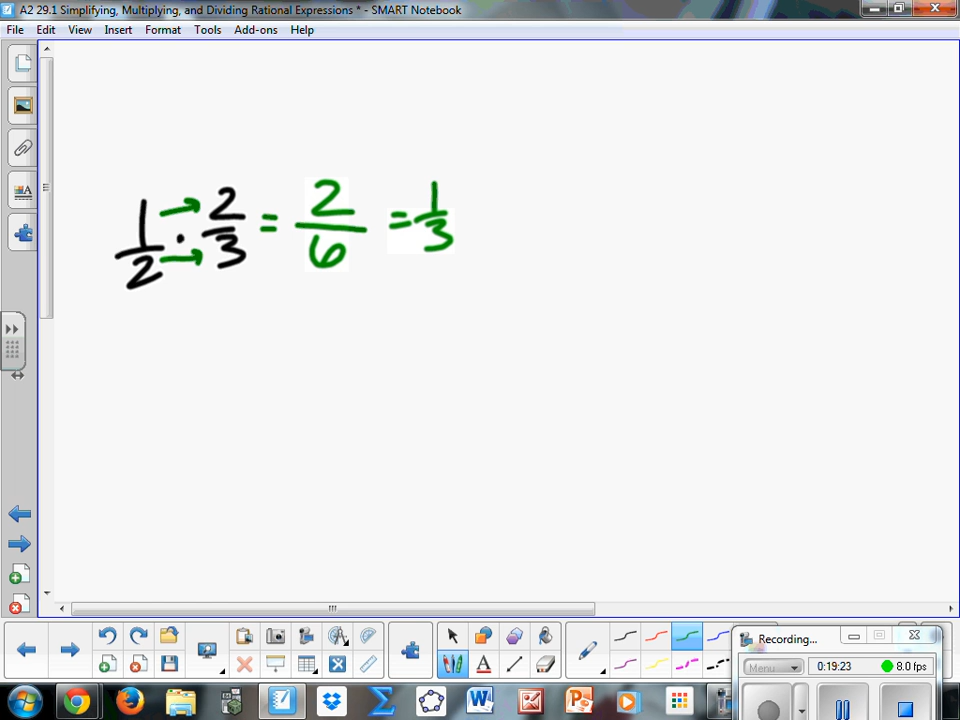 A2 29.1 Simplifying, Multiplying, and Dividing Rational Expressions * - SMART Notebook
File Edit View Insert Format Tools Add-ons Help
1/2 · 2/3 = 2/6 = 1/3
Recording...
Menu 0:19:23 8.0 fps